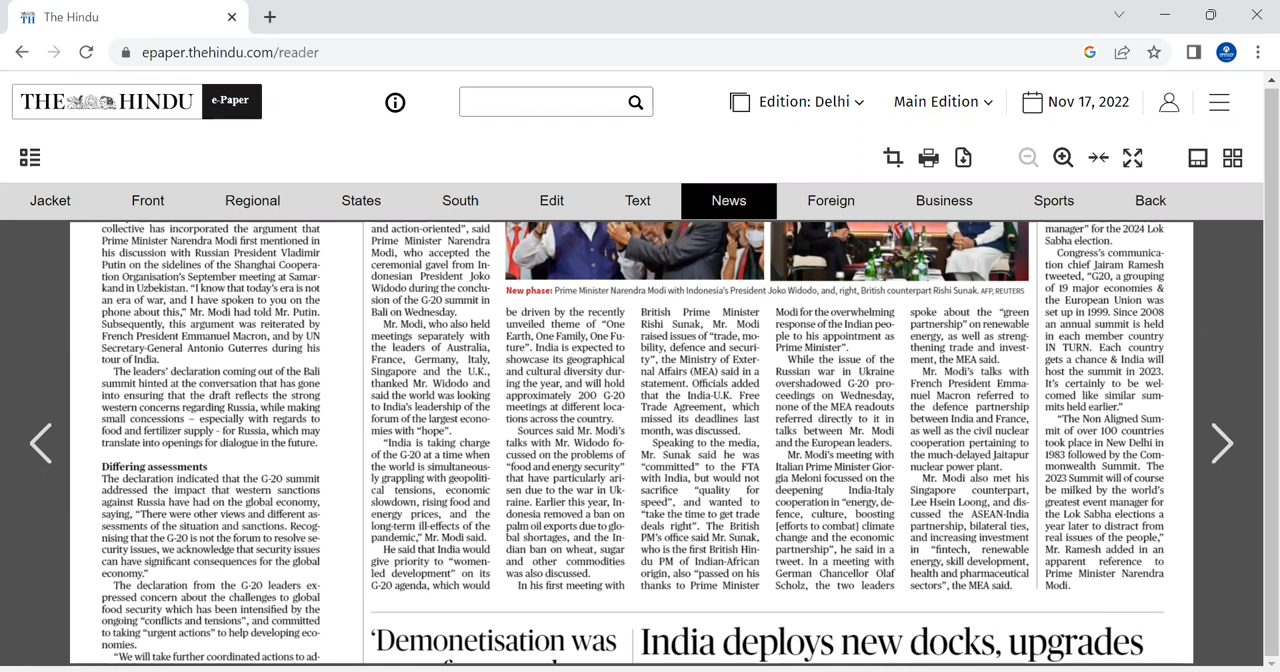 The Hindu
epaper.thehindu.com/reader
THE HINDU
e-Paper
Edition: Delhi
Main Edition
Nov 17, 2022
Jacket
Front
Regional
States
South
Edit
Text
News
Foreign
Business
Sports
Back
collective has incorporated the argument that
Prime Minister Narendra Modi first mentioned in
his discussion with Russian President Vladimir
Putin on the sidelines of the Shanghai Coopera-
tion Organisation's September meeting at Samar-
kand in Uzbekistan. “I know that today's era is not
an era of war, and I have spoken to you on the
phone about this,” Mr. Modi had told Mr. Putin.
Subsequently, this argument was reiterated by
French President Emmanuel Macron, and by UN
Secretary-General Antonio Guterres during his
tour of India.
The leaders' declaration coming out of the Bali
summit hinted at the conversation that has gone
into ensuring that the draft reflects the strong
western concerns regarding Russia, while making
small concessions – especially with regards to
food and fertilizer supply - for Russia, which may
translate into openings for dialogue in the future.
Differing assessments
The declaration indicated that the G-20 summit
addressed the impact that western sanctions
against Russia have had on the global economy,
saying, “There were other views and different as-
sessments of the situation and sanctions. Recog-
nising that the G-20 is not the forum to resolve se-
curity issues, we acknowledge that security issues
can have significant consequences for the global
economy.”
The declaration from the G-20 leaders ex-
pressed concern about the challenges to global
food security which has been intensified by the
ongoing “conflicts and tensions”, and committed
to taking “urgent actions” to help developing eco-
nomies.
“We will take further coordinated actions to ad-
and action-oriented”, said
Prime Minister Narendra
Modi, who accepted the
ceremonial gavel from In-
donesian President Joko
Widodo during the conclu-
sion of the G-20 summit in
Bali on Wednesday.
Mr. Modi, who also held
meetings separately with
the leaders of Australia,
France, Germany, Italy,
Singapore and the U.K.,
thanked Mr. Widodo and
said the world was looking
to India's leadership of the
forum of the largest econo-
mies with “hope”.
“India is taking charge
of the G-20 at a time when
the world is simultaneous-
ly grappling with geopoliti-
cal tensions, economic
slowdown, rising food and
energy prices, and the
long-term ill-effects of the
pandemic,” Mr. Modi said.
He said that India would
give priority to “women-
led development” on its
G-20 agenda, which would
New phase: Prime Minister Narendra Modi with Indonesia's President Joko Widodo, and, right, British counterpart Rishi Sunak. AFP, REUTERS
be driven by the recently
unveiled theme of “One
Earth, One Family, One Fu-
ture”. India is expected to
showcase its geographical
and cultural diversity dur-
ing the year, and will hold
approximately 200 G-20
meetings at different loca-
tions across the country.
Sources said Mr. Modi's
talks with Mr. Widodo fo-
cussed on the problems of
“food and energy security”
that have particularly ari-
sen due to the war in Uk-
raine. Earlier this year, In-
donesia removed a ban on
palm oil exports due to glo-
bal shortages, and the In-
dian ban on wheat, sugar
and other commodities
was also discussed.
In his first meeting with
British Prime Minister
Rishi Sunak, Mr. Modi
raised issues of “trade, mo-
bility, defence and securi-
ty”, the Ministry of Exter-
nal Affairs (MEA) said in a
statement. Officials added
that the India-U.K. Free
Trade Agreement, which
missed its deadlines last
month, was discussed.
Speaking to the media,
Mr. Sunak said he was
“committed” to the FTA
with India, but would not
sacrifice “quality for
speed”, and wanted to
“take the time to get trade
deals right”. The British
PM's office said Mr. Sunak,
who is the first British Hin-
du PM of Indian-African
origin, also “passed on his
thanks to Prime Minister
Modi for the overwhelming
response of the Indian peo-
ple to his appointment as
Prime Minister”.
While the issue of the
Russian war in Ukraine
overshadowed G-20 pro-
ceedings on Wednesday,
none of the MEA readouts
referred directly to it in
talks between Mr. Modi
and the European leaders.
Mr. Modi's meeting with
Italian Prime Minister Gior-
gia Meloni focussed on the
deepening India-Italy
cooperation in “energy, de-
fence, culture, boosting
[efforts to combat] climate
change and the economic
partnership”, he said in a
tweet. In a meeting with
German Chancellor Olaf
Scholz, the two leaders
spoke about the “green
partnership” on renewable
energy, as well as streng-
thening trade and invest-
ment, the MEA said.
Mr. Modi's talks with
French President Emma-
nuel Macron referred to
the defence partnership
between India and France,
as well as the civil nuclear
cooperation pertaining to
the much-delayed Jaitapur
nuclear power plant.
Mr. Modi also met his
Singapore counterpart,
Lee Hsein Loong, and dis-
cussed the ASEAN-India
partnership, bilateral ties,
and increasing investment
in “fintech, renewable
energy, skill development,
health and pharmaceutical
sectors”, the MEA said.
manager” for the 2024 Lok
Sabha election.
Congress's communica-
tion chief Jairam Ramesh
tweeted, “G20, a grouping
of 19 major economies &
the European Union was
set up in 1999. Since 2008
an annual summit is held
in each member country
IN TURN. Each country
gets a chance & India will
host the summit in 2023.
It's certainly to be wel-
comed like similar sum-
mits held earlier.”
“The Non Aligned Sum-
mit of over 100 countries
took place in New Delhi in
1983 followed by the Com-
monwealth Summit. The
2023 Summit will of course
be milked by the world's
greatest event manager for
the Lok Sabha elections a
year later to distract from
real issues of the people,”
Mr. Ramesh added in an
apparent reference to
Prime Minister Narendra
Modi.
‘Demonetisation was
India deploys new docks, upgrades